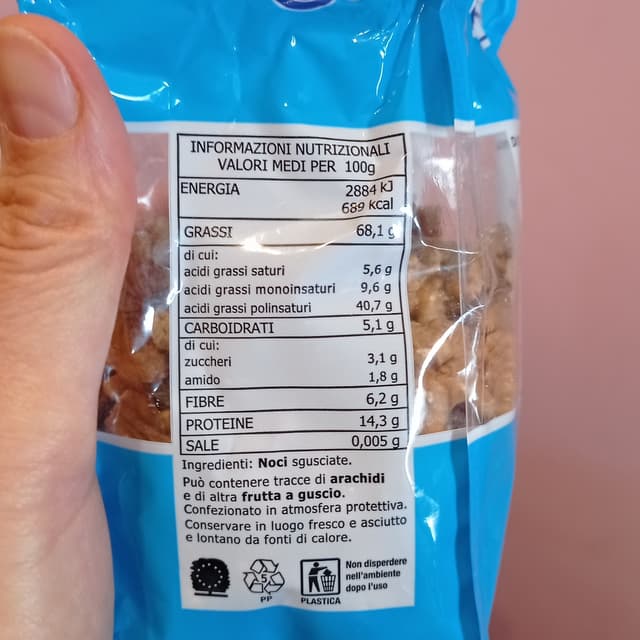 INFORMAZIONI NUTRIZIONALI
VALORI MEDI PER 100g
ENERGIA 2884 kJ
689 kcal
GRASSI 68,1 g
di cui:
acidi grassi saturi 5,6 g
acidi grassi monoinsaturi 9,6 g
acidi grassi polinsaturi 40,7 g
CARBOIDRATI 5,1 g
di cui:
zuccheri 3,1 g
amido 1,8 g
FIBRE 6,2 g
PROTEINE 14,3 g
SALE 0,005 g
Ingredienti: Noci sgusciate.
Può contenere tracce di arachidi
e di altra frutta a guscio.
Confezionato in atmosfera protettiva.
Conservare in luogo fresco e asciutto
e lontano da fonti di calore.
5
PP
PLASTICA
Non disperdere
nell'ambiente
dopo l'uso